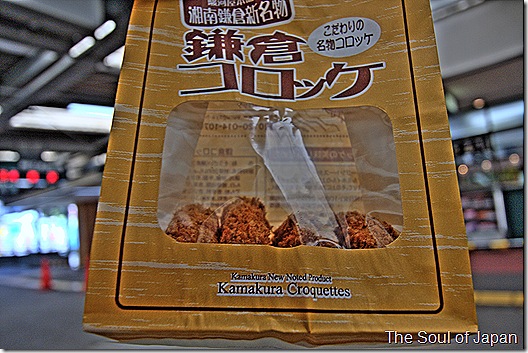 湘南鎌倉新名物
こだわりの
名物コロッケ
鎌倉
コロッケ
Kamakura New Noted Product
Kamakura Croquettes
The Soul of Japan